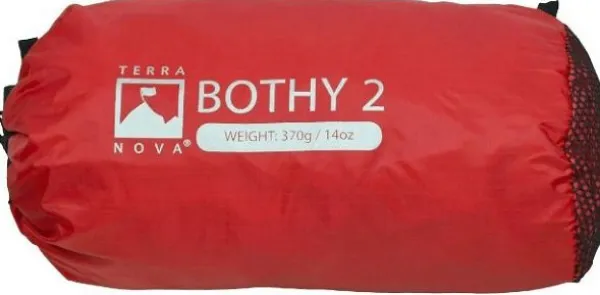 TERRA
NOVA®
BOTHY 2
WEIGHT: 370g / 14oz